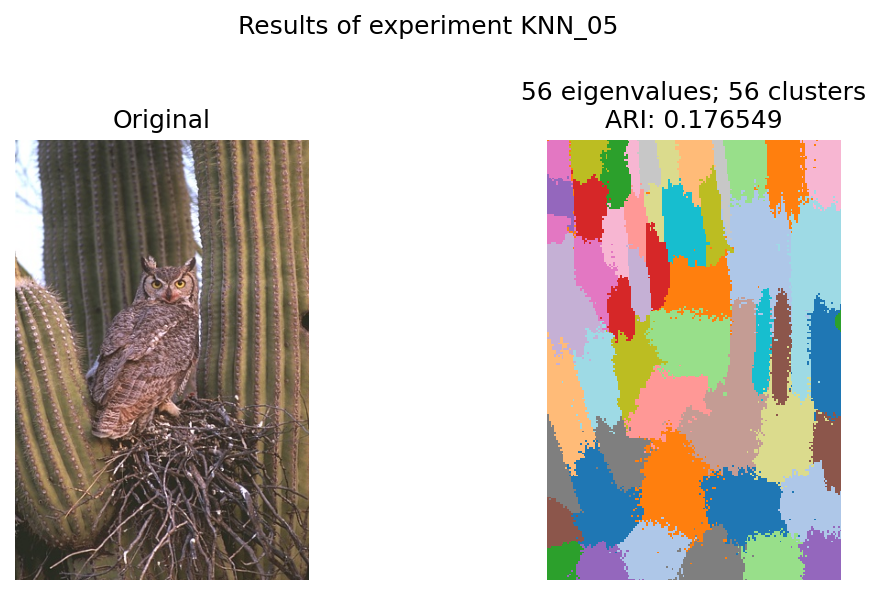 Results of experiment KNN_05
Original
56 eigenvalues; 56 clusters
ARI: 0.176549